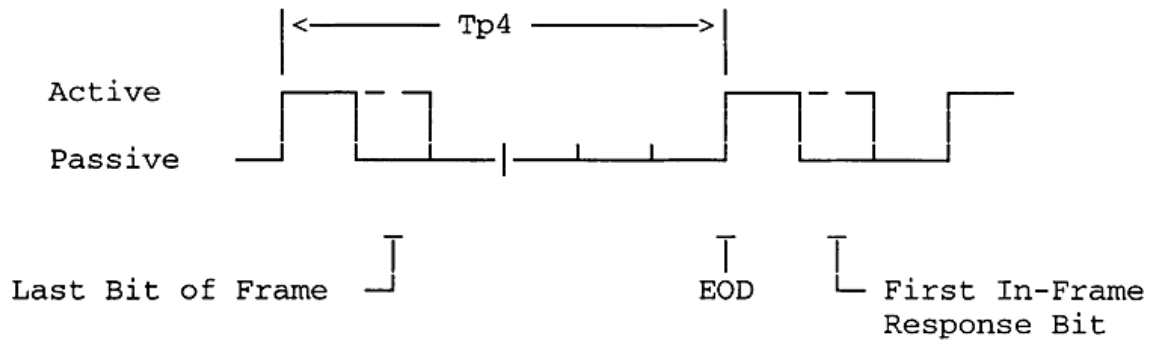 Tp4
Active
Passive
Last Bit of Frame
EOD
First In-Frame
Response Bit